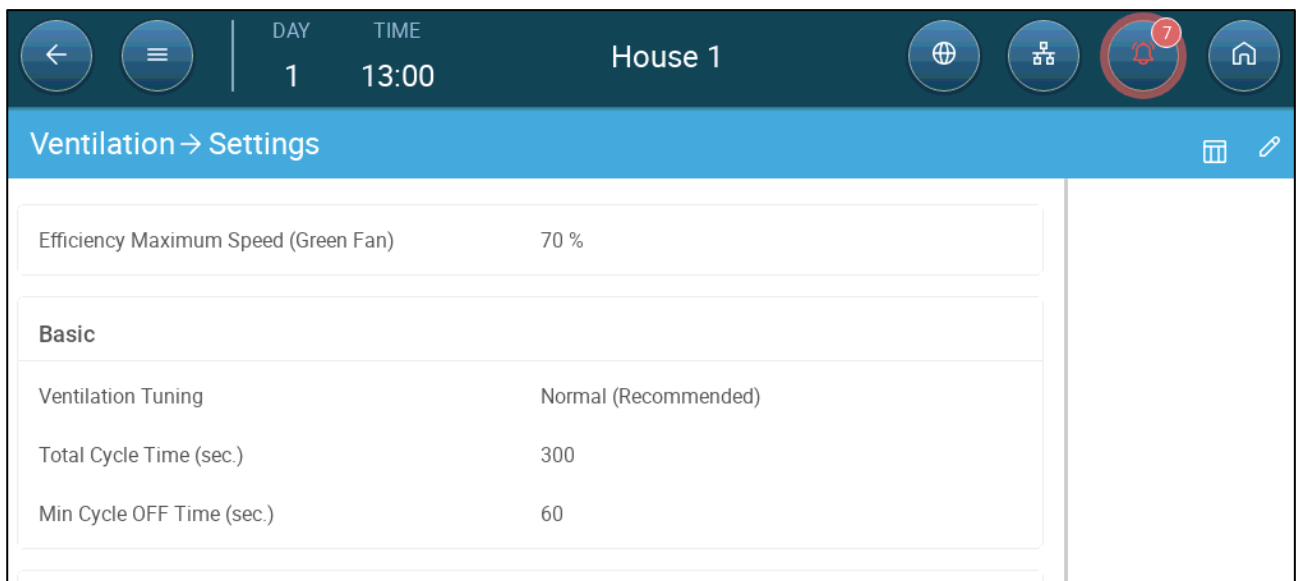 DAY TIME
1 13:00
House 1
7
Ventilation → Settings
Efficiency Maximum Speed (Green Fan) 70 %
Basic
Ventilation Tuning Normal (Recommended)
Total Cycle Time (sec.) 300
Min Cycle OFF Time (sec.) 60